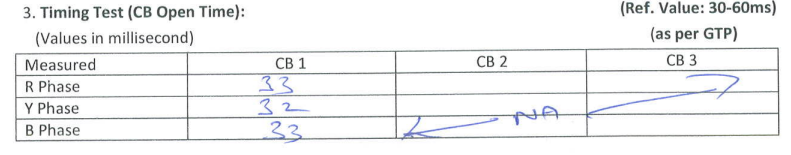 3. Timing Test (CB Open Time): (Ref. Value: 30-60ms)
(Values in millisecond) (as per GTP)
Measured CB 1 CB 2 CB 3
R Phase 33
Y Phase 32
NA
B Phase 33